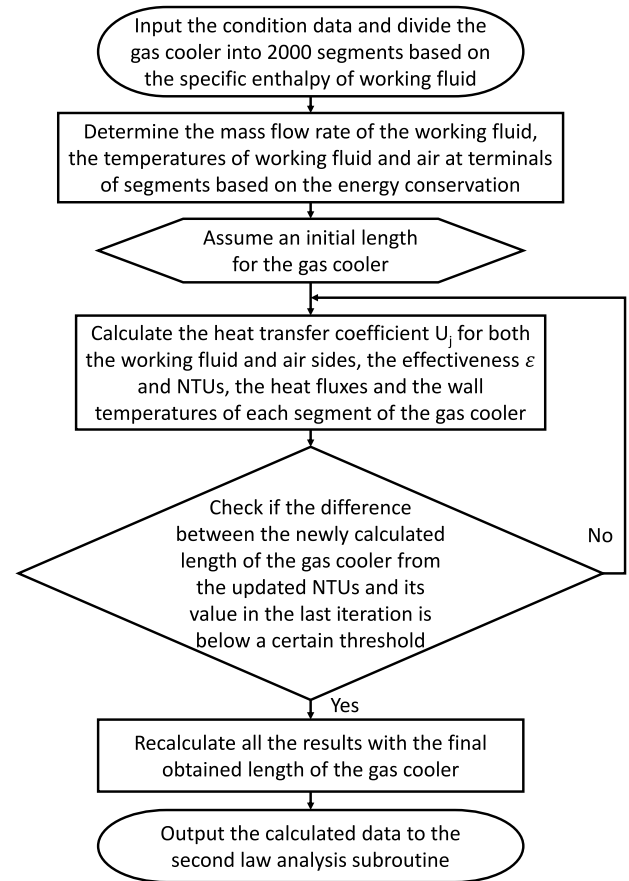 Input the condition data and divide the
gas cooler into 2000 segments based on
the specific enthalpy of working fluid
Determine the mass flow rate of the working fluid,
the temperatures of working fluid and air at terminals
of segments based on the energy conservation
Assume an initial length
for the gas cooler
Calculate the heat transfer coefficient Uj for both
the working fluid and air sides, the effectiveness ε
and NTUs, the heat fluxes and the wall
temperatures of each segment of the gas cooler
Check if the difference
between the newly calculated
length of the gas cooler from
the updated NTUs and its
value in the last iteration is
below a certain threshold
No
Yes
Recalculate all the results with the final
obtained length of the gas cooler
Output the calculated data to the
second law analysis subroutine